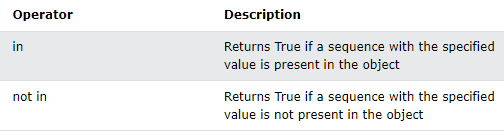 Operator Description
in Returns True if a sequence with the specified
value is present in the object
not in Returns True if a sequence with the specified
value is not present in the object